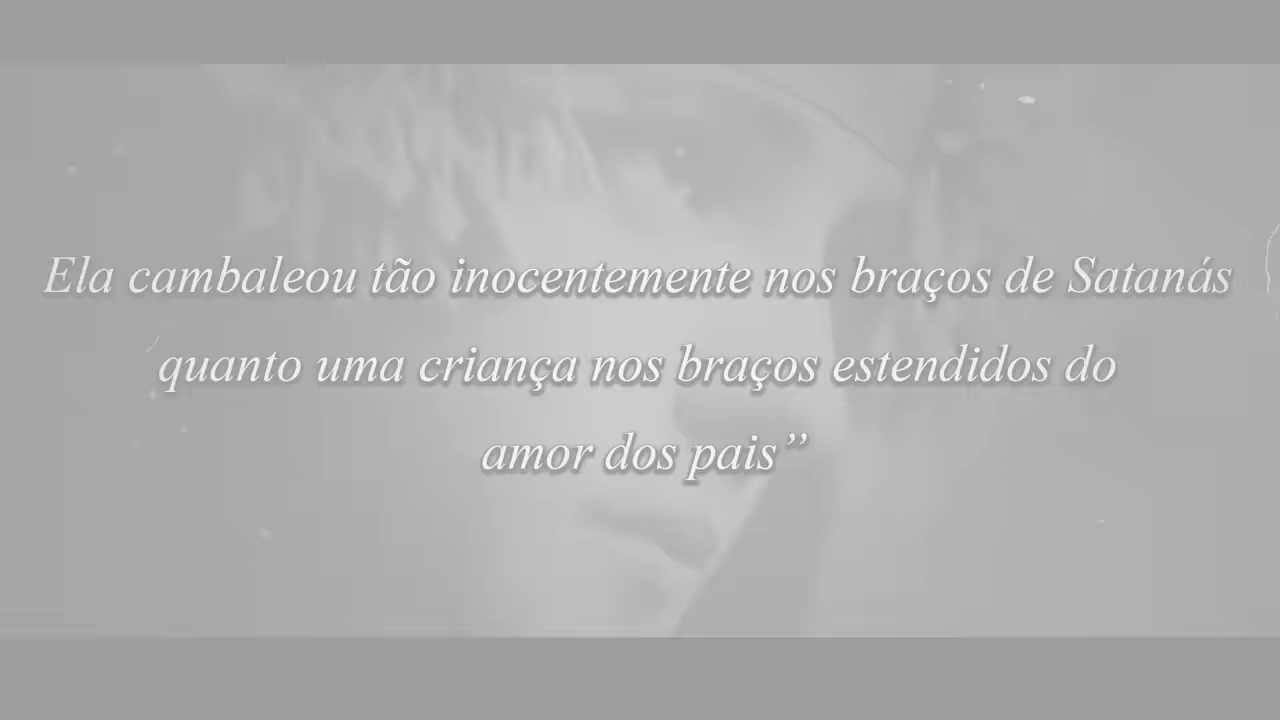 Ela cambaleou tão inocentemente nos braços de Satanás
quanto uma criança nos braços estendidos do
amor dos pais”